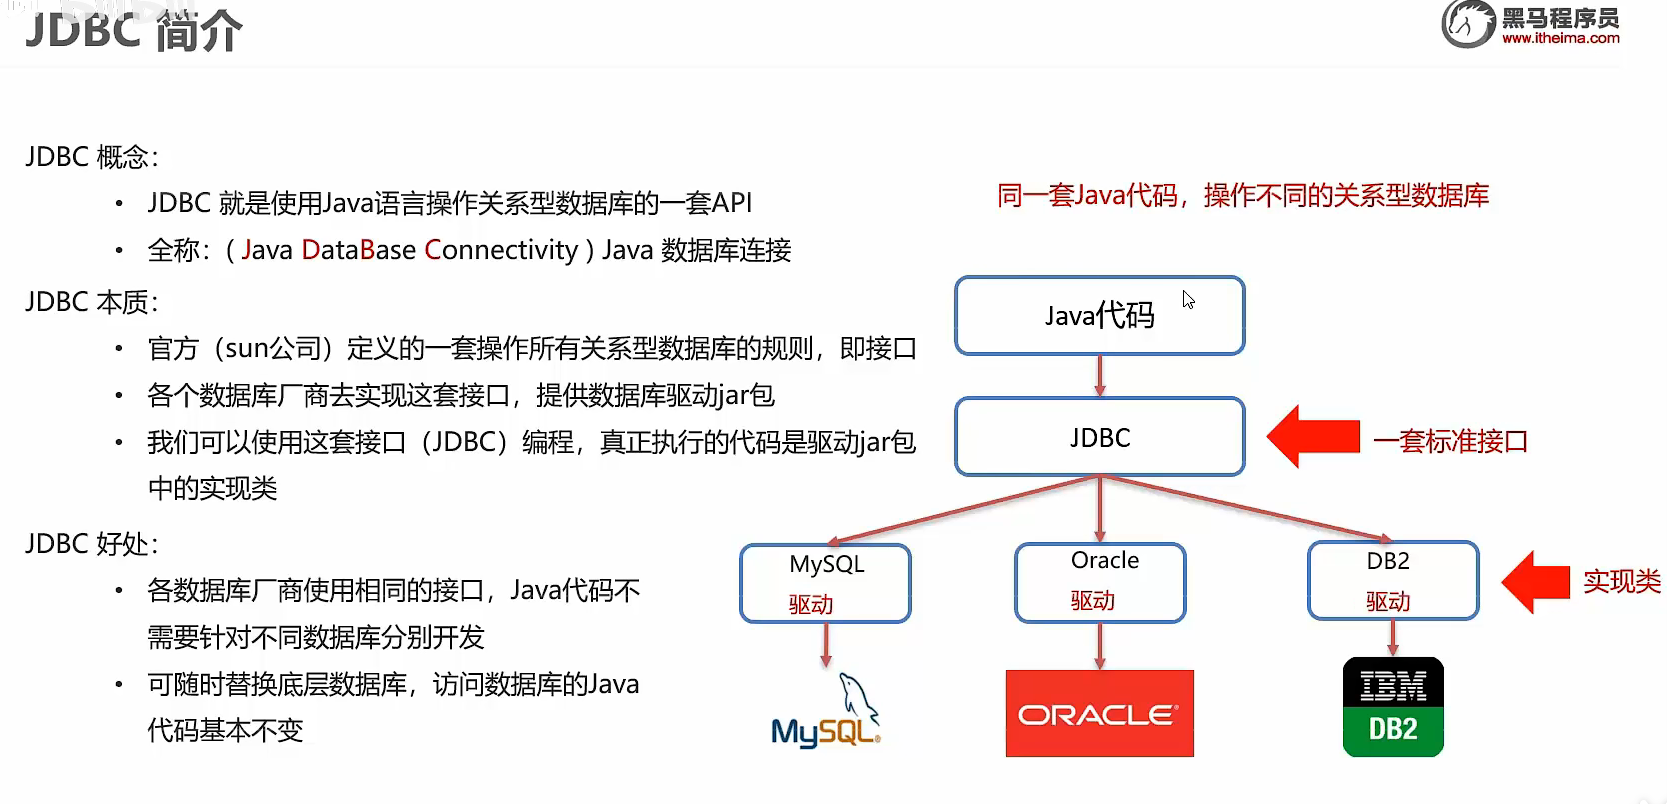 JDBC 简介
黑马程序员
www.itheima.com
JDBC 概念：
• JDBC 就是使用Java语言操作关系型数据库的一套API
• 全称：( Java DataBase Connectivity ) Java 数据库连接
JDBC 本质：
• 官方（sun公司）定义的一套操作所有关系型数据库的规则，即接口
• 各个数据库厂商去实现这套接口，提供数据库驱动jar包
• 我们可以使用这套接口（JDBC）编程，真正执行的代码是驱动jar包
中的实现类
JDBC 好处：
• 各数据库厂商使用相同的接口，Java代码不
需要针对不同数据库分别开发
• 可随时替换底层数据库，访问数据库的Java
代码基本不变
同一套Java代码，操作不同的关系型数据库
Java代码
JDBC
一套标准接口
MySQL
驱动
Oracle
驱动
DB2
驱动
实现类
MySQL
ORACLE
IBM
DB2